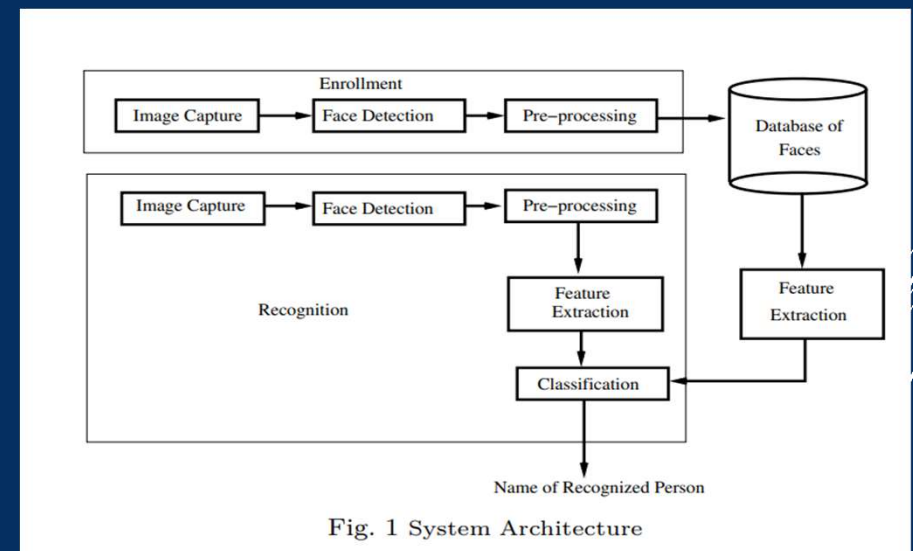 Enrollment
Image Capture
Face Detection
Pre−processing
Database of
Faces
Image Capture
Face Detection
Pre−processing
Recognition
Feature
Extraction
Feature
Extraction
Classification
Name of Recognized Person
Fig. 1 System Architecture